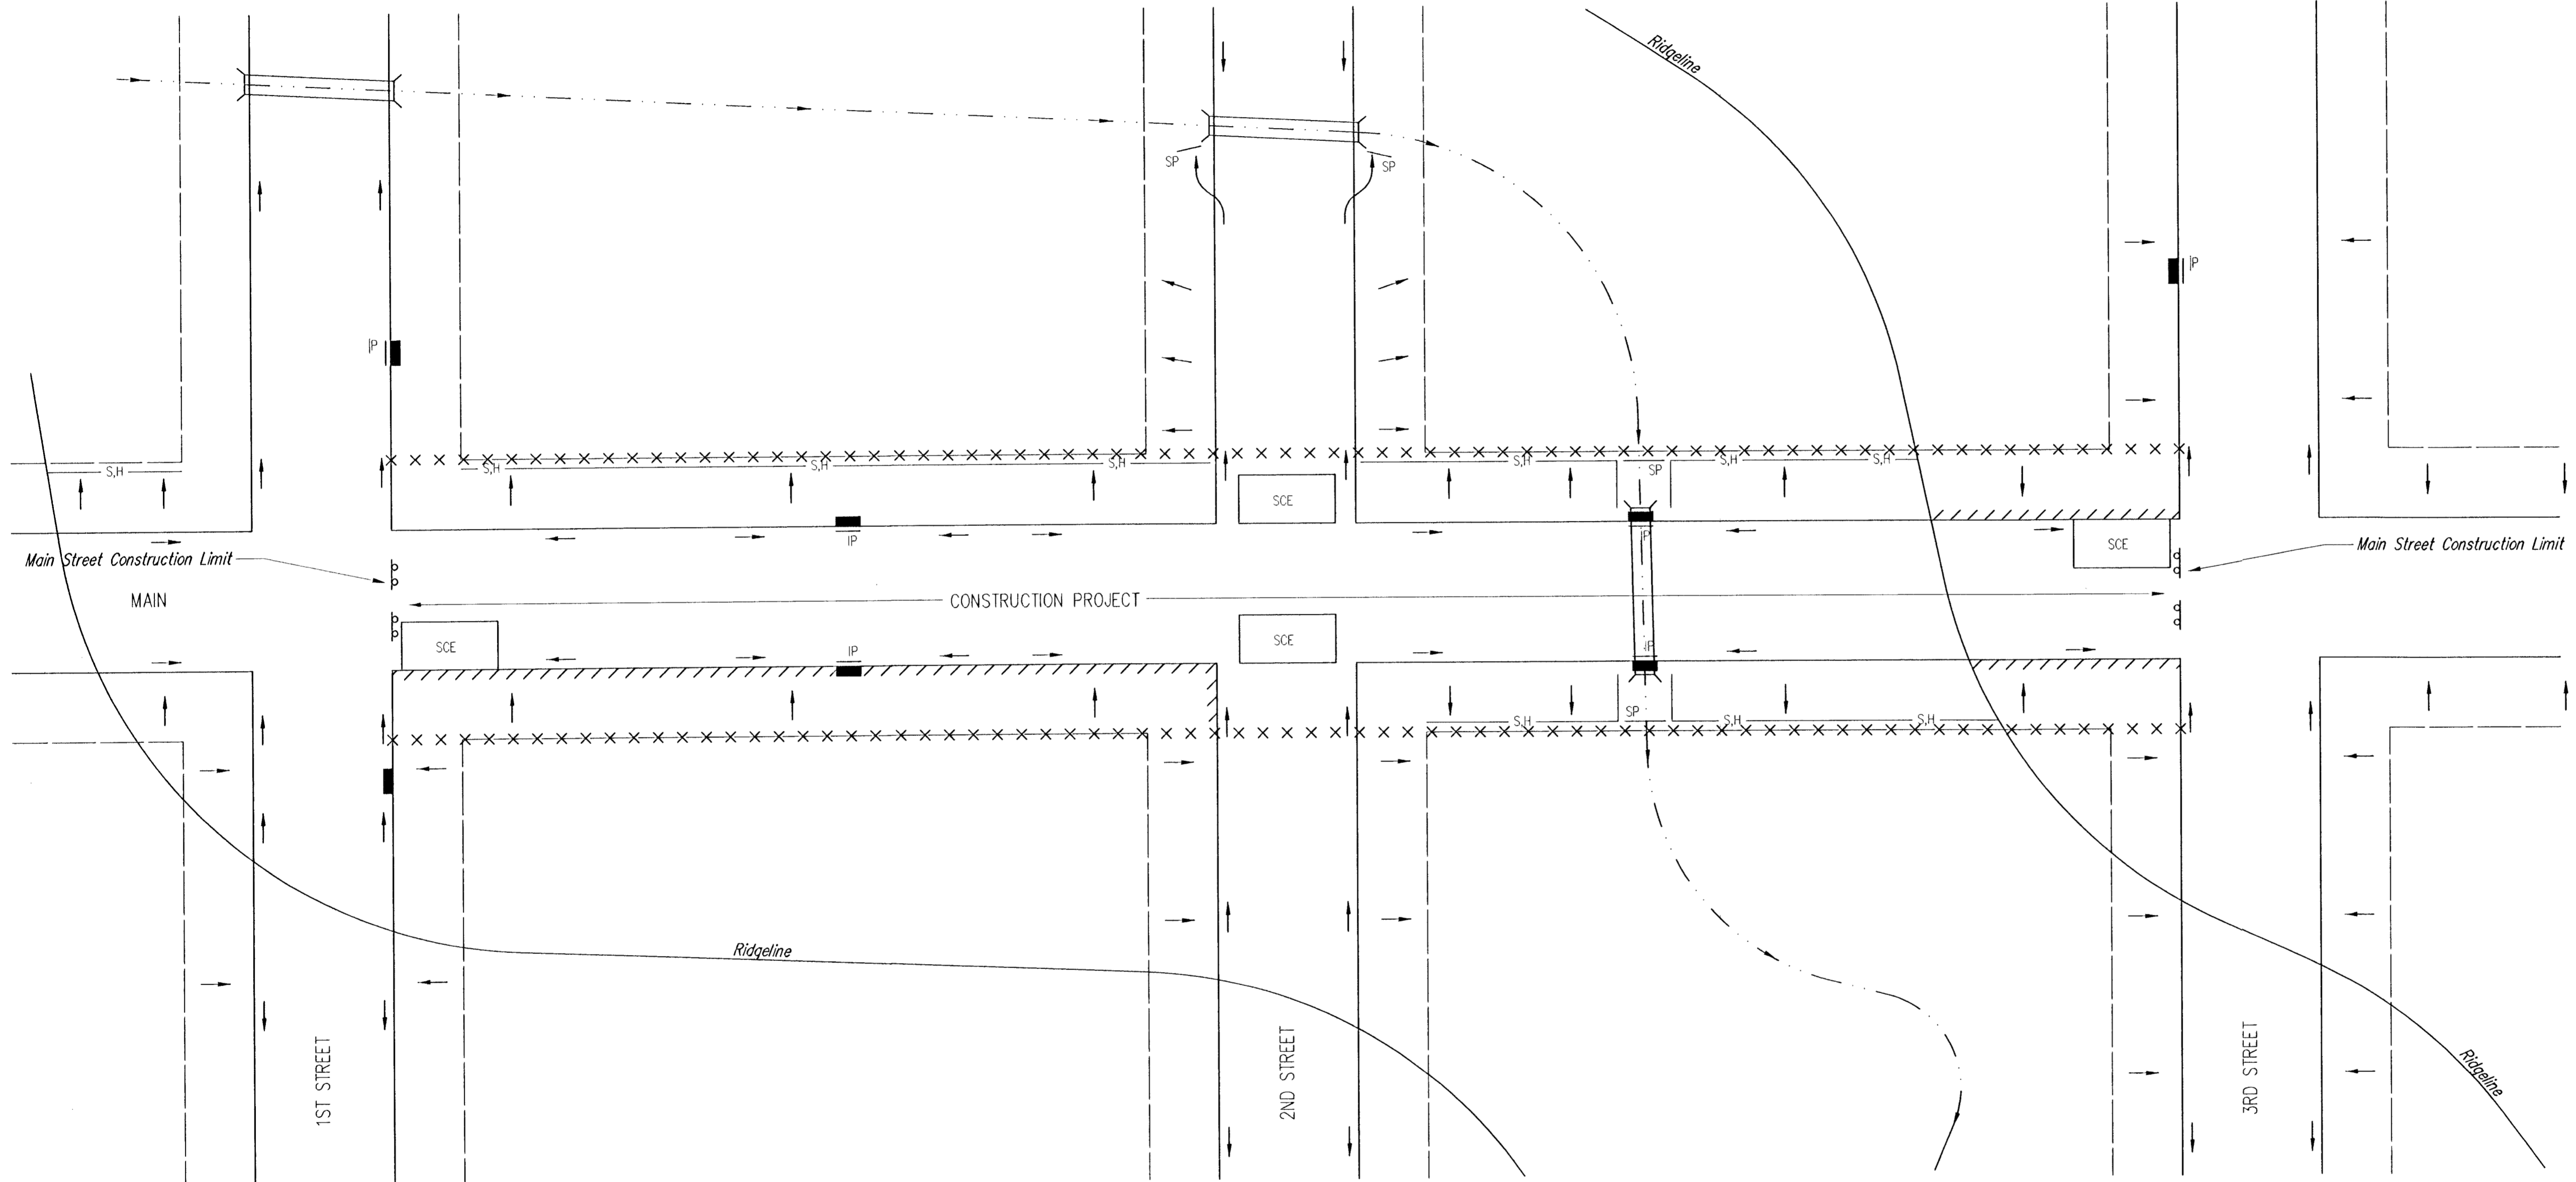 Ridgeline
SP
SP
IP
IP
S,H
S,H
S,H
S,H
S,H
SP
S,H
S,H
SCE
IP
IP
SCE
Main Street Construction Limit
Main Street Construction Limit
MAIN
CONSTRUCTION PROJECT
SCE
SCE
IP
IP
S,H
SP
S,H
S,H
Ridgeline
1ST STREET
2ND STREET
3RD STREET
Ridgeline